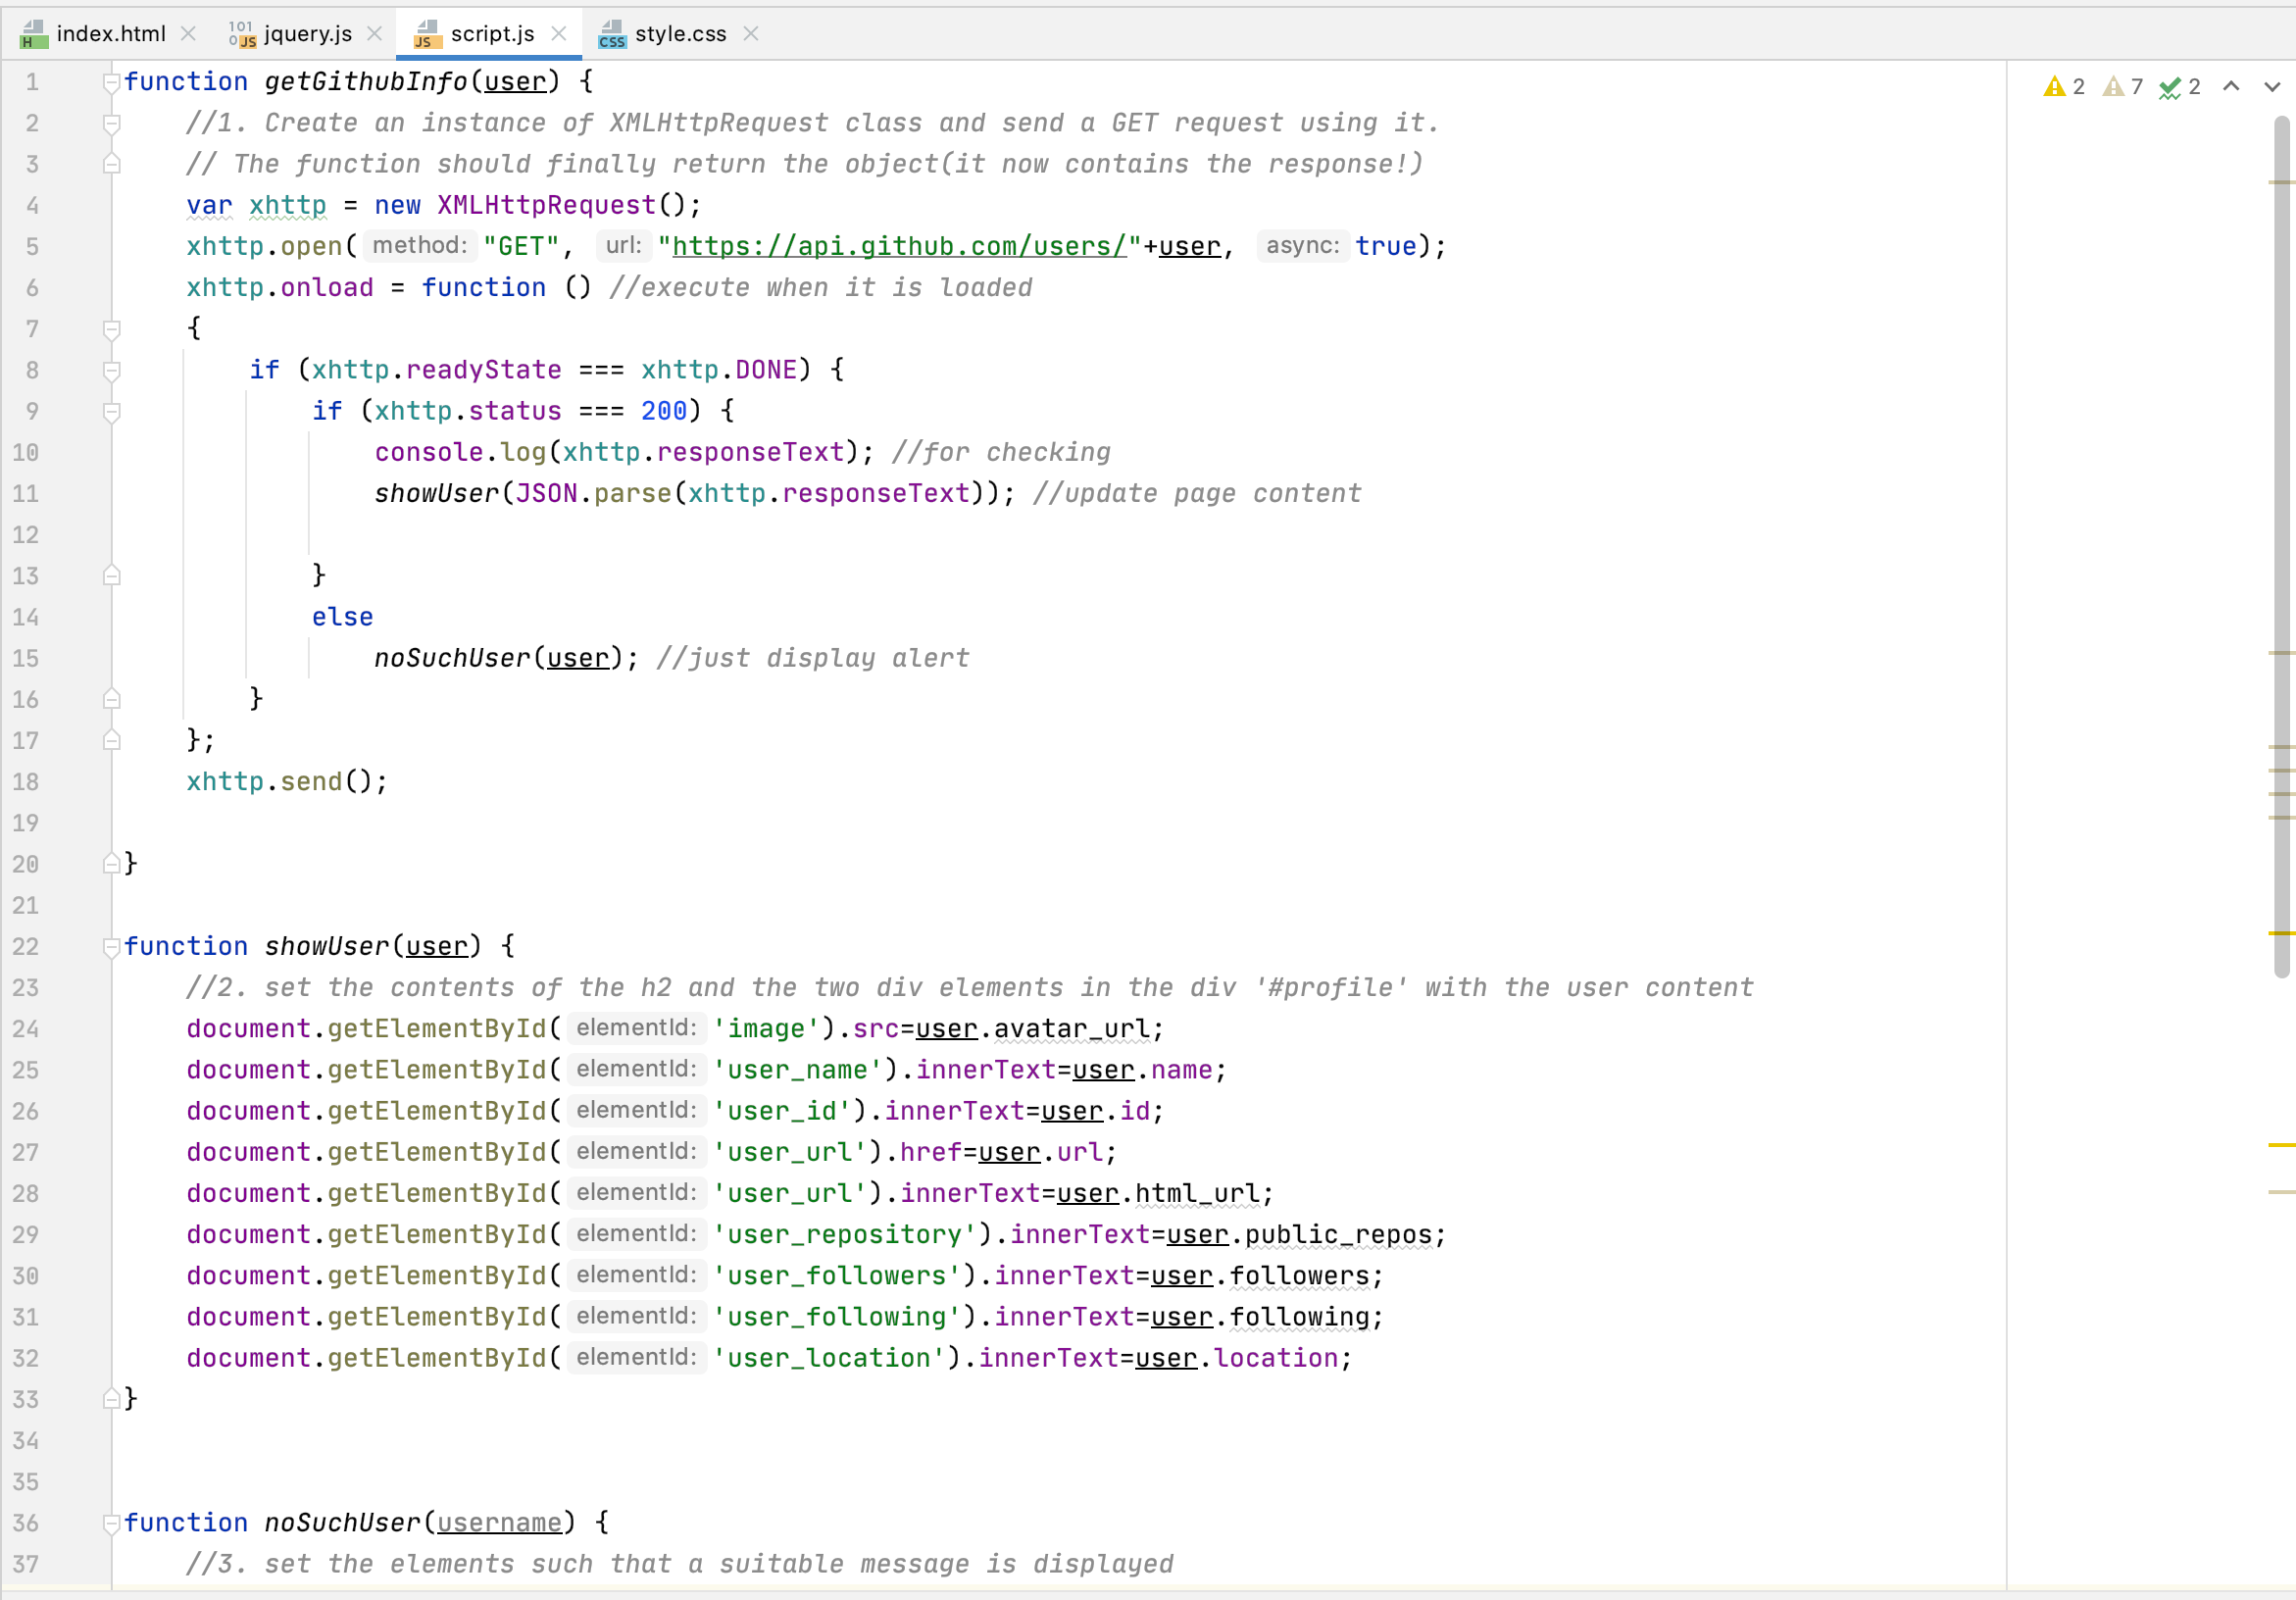 index.html jquery.js script.js style.css
2 7 2
1 function getGithubInfo(user) {
2 //1. Create an instance of XMLHttpRequest class and send a GET request using it.
3 // The function should finally return the object(it now contains the response!)
4 var xhttp = new XMLHttpRequest();
5 xhttp.open( method: "GET", url: "https://api.github.com/users/"+user, async: true);
6 xhttp.onload = function () //execute when it is loaded
7 {
8 if (xhttp.readyState === xhttp.DONE) {
9 if (xhttp.status === 200) {
10 console.log(xhttp.responseText); //for checking
11 showUser(JSON.parse(xhttp.responseText)); //update page content
12
13 }
14 else
15 noSuchUser(user); //just display alert
16 }
17 };
18 xhttp.send();
19
20 }
21
22 function showUser(user) {
23 //2. set the contents of the h2 and the two div elements in the div '#profile' with the user content
24 document.getElementById( elementId: 'image').src=user.avatar_url;
25 document.getElementById( elementId: 'user_name').innerText=user.name;
26 document.getElementById( elementId: 'user_id').innerText=user.id;
27 document.getElementById( elementId: 'user_url').href=user.url;
28 document.getElementById( elementId: 'user_url').innerText=user.html_url;
29 document.getElementById( elementId: 'user_repository').innerText=user.public_repos;
30 document.getElementById( elementId: 'user_followers').innerText=user.followers;
31 document.getElementById( elementId: 'user_following').innerText=user.following;
32 document.getElementById( elementId: 'user_location').innerText=user.location;
33 }
34
35
36 function noSuchUser(username) {
37 //3. set the elements such that a suitable message is displayed